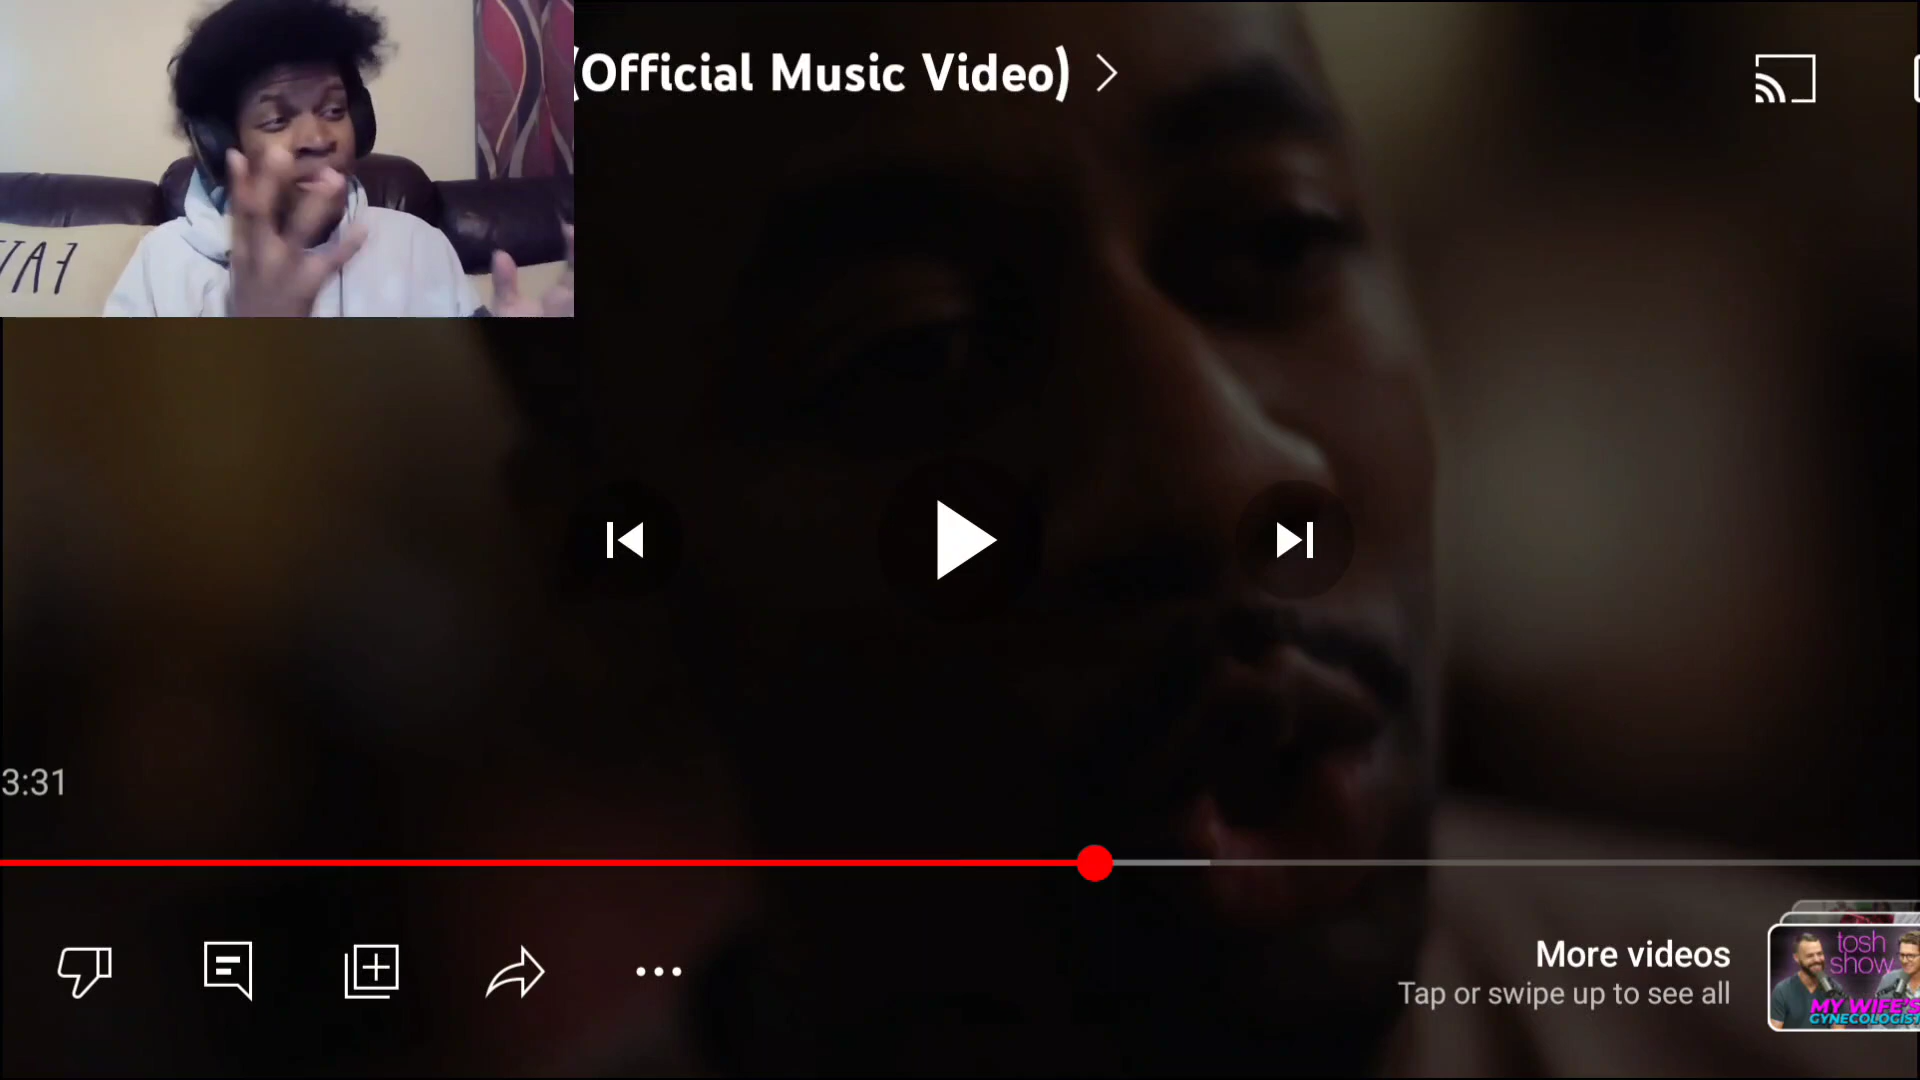 (Official Music Video)
3:31
More videos
Tap or swipe up to see all
tosh
show
MY WIFE'S
GYNECOLOGIST